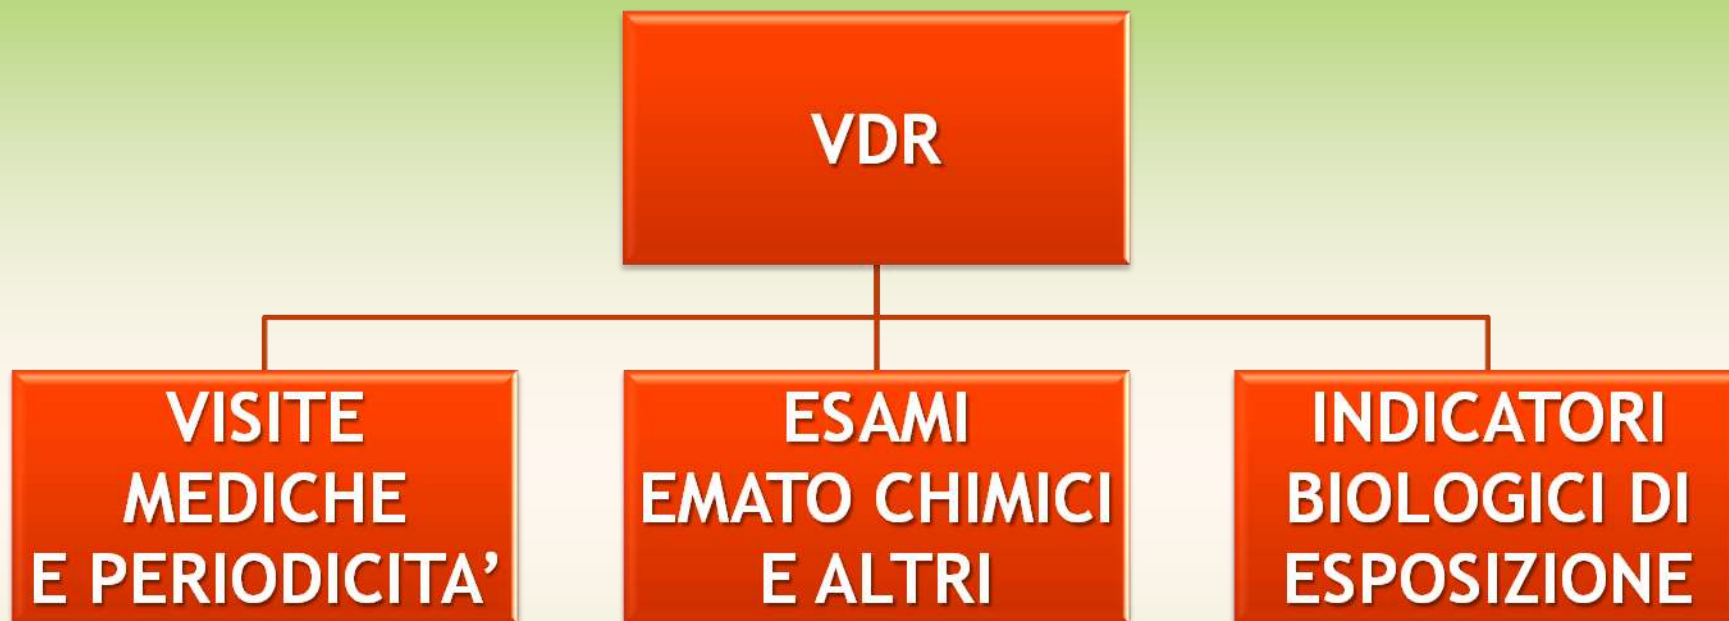 VDR
VISITE
MEDICHE
E PERIODICITA’
ESAMI
EMATO CHIMICI
E ALTRI
INDICATORI
BIOLOGICI DI
ESPOSIZIONE